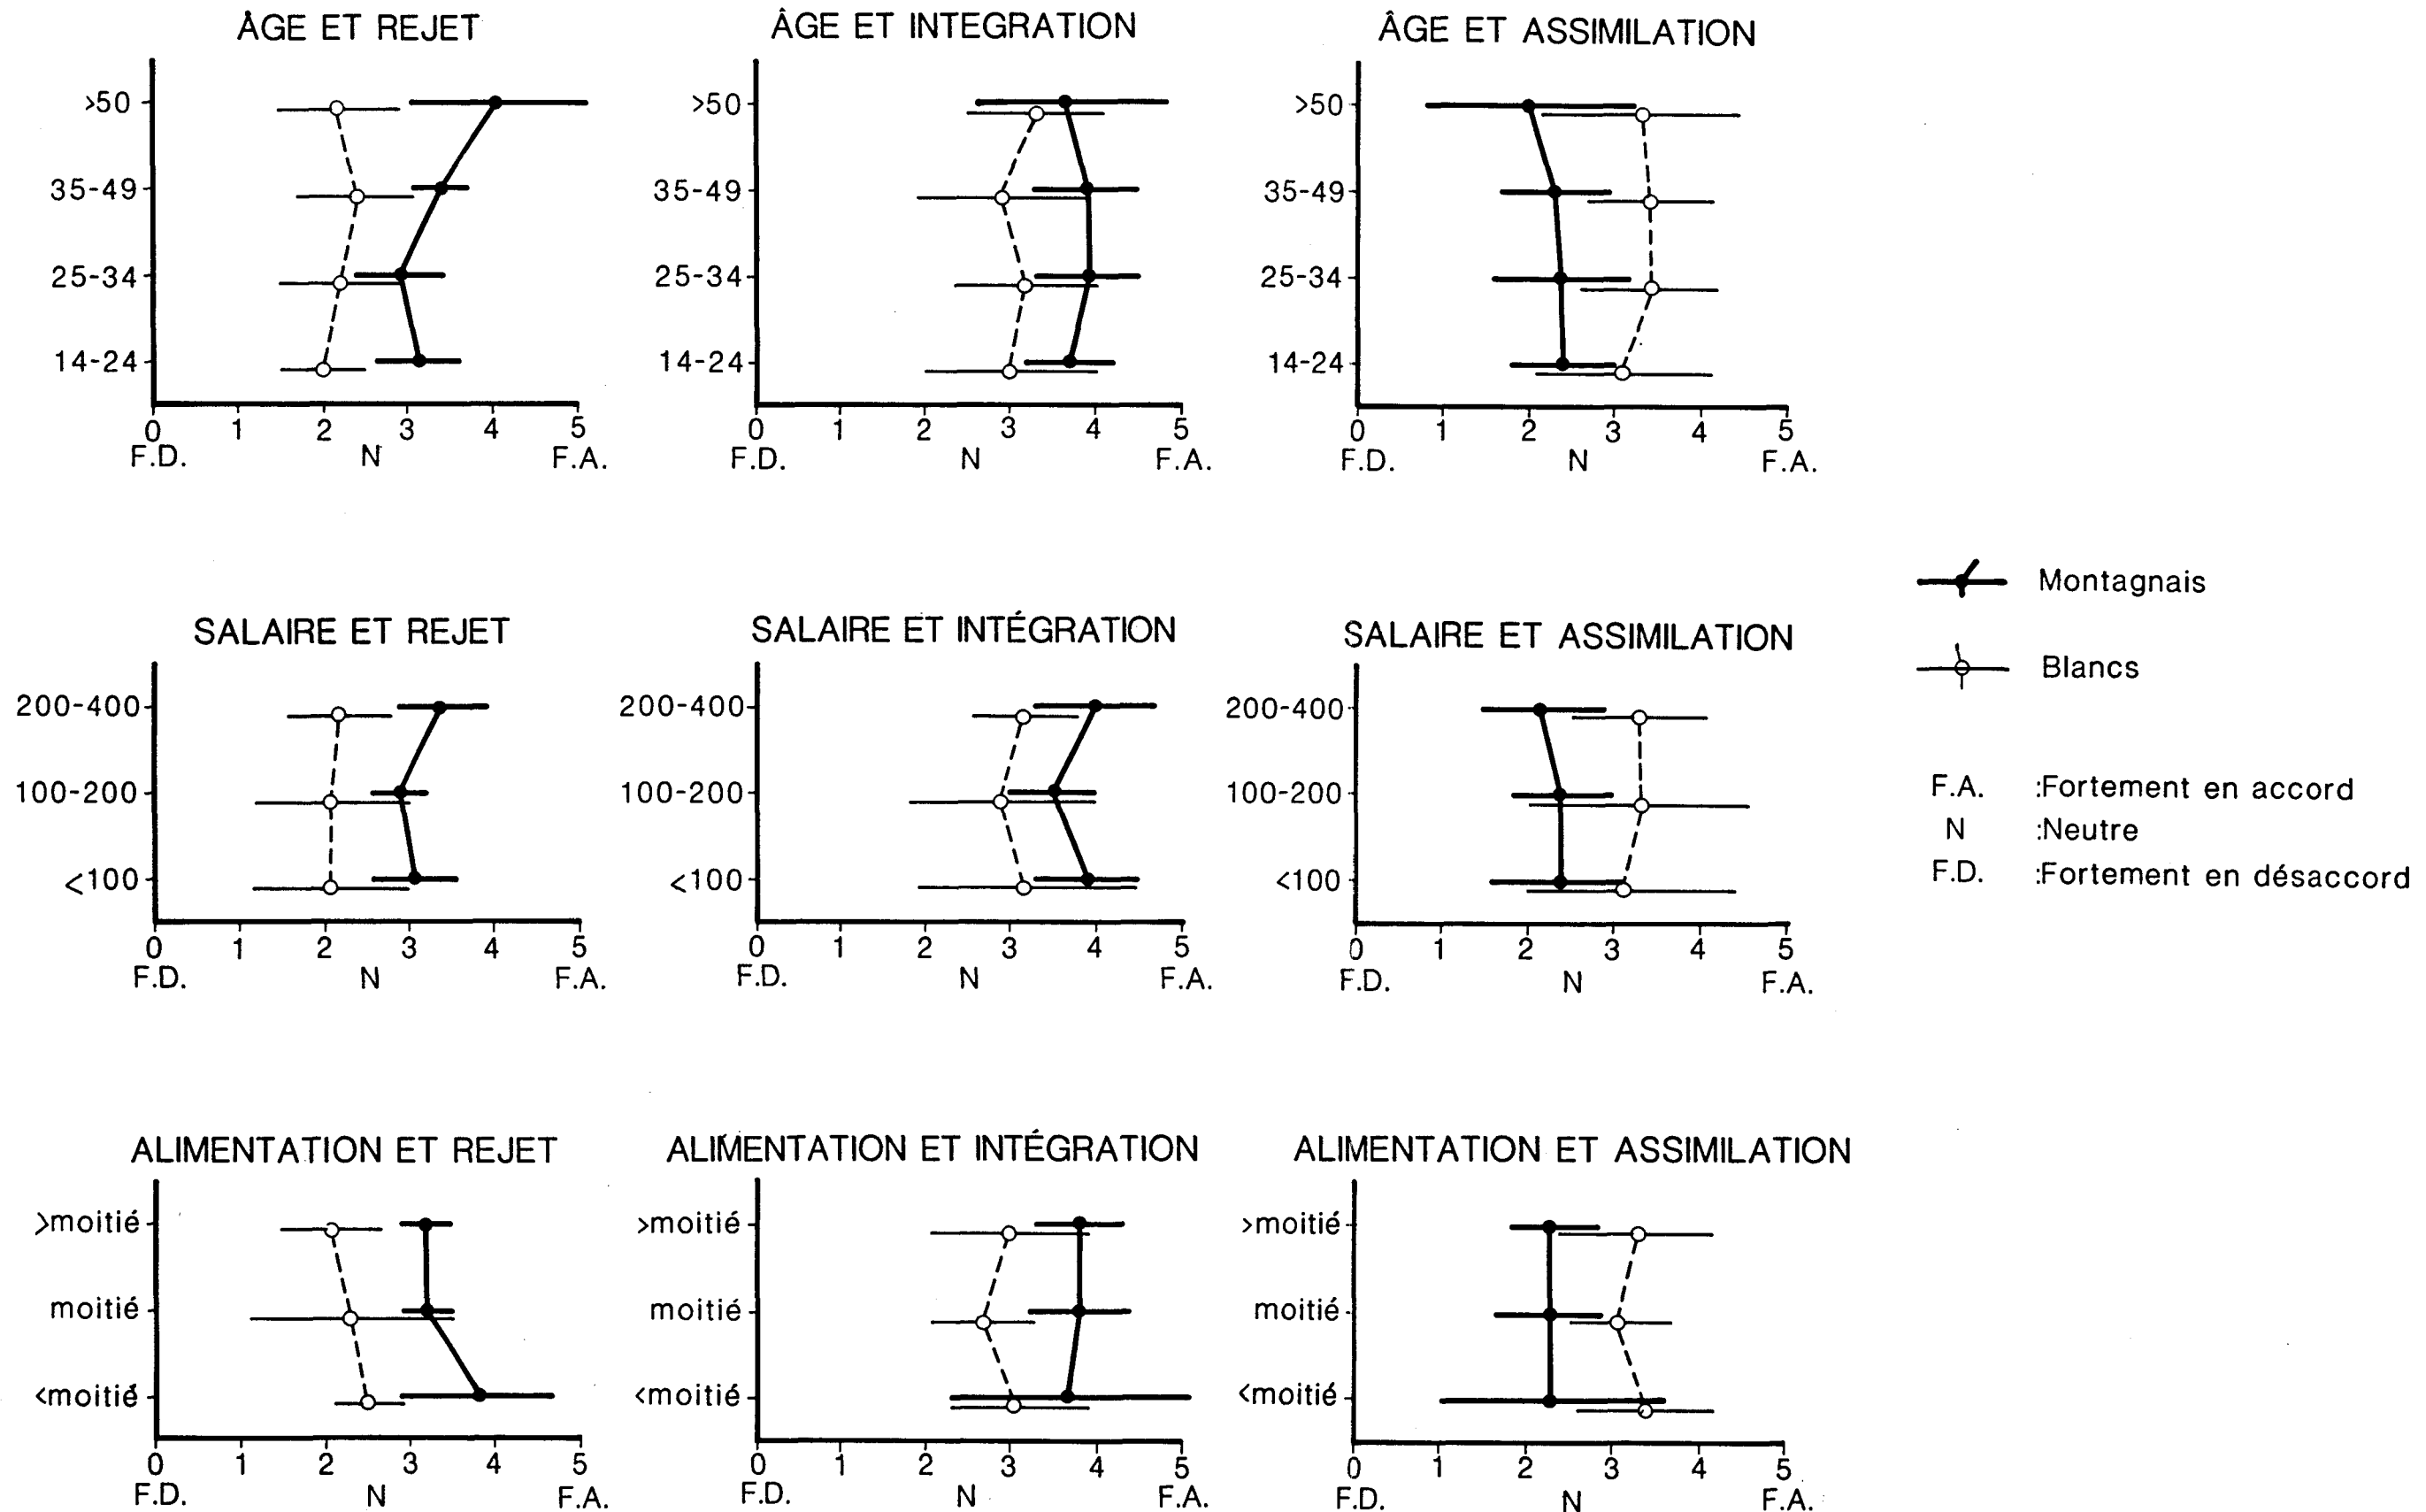 ÂGE ET REJET
>50
35-49
25-34
14-24
0 1 2 3 4 5
F.D. N F.A.
ÂGE ET INTEGRATION
>50
35-49
25-34
14-24
0 1 2 3 4 5
F.D. N F.A.
ÂGE ET ASSIMILATION
>50
35-49
25-34
14-24
0 1 2 3 4 5
F.D. N F.A.
SALAIRE ET REJET
200-400
100-200
<100
0 1 2 3 4 5
F.D. N F.A.
SALAIRE ET INTÉGRATION
200-400
100-200
<100
0 1 2 3 4 5
F.D. N F.A.
SALAIRE ET ASSIMILATION
200-400
100-200
<100
0 1 2 3 4 5
F.D. N F.A.
Montagnais
Blancs
F.A. :Fortement en accord
N :Neutre
F.D. :Fortement en désaccord
ALIMENTATION ET REJET
>moitié
moitié
<moitié
0 1 2 3 4 5
F.D. N F.A.
ALIMENTATION ET INTÉGRATION
>moitié
moitié
<moitié
0 1 2 3 4 5
F.D. N F.A.
ALIMENTATION ET ASSIMILATION
>moitié
moitié
<moitié
0 1 2 3 4 5
F.D. N F.A.